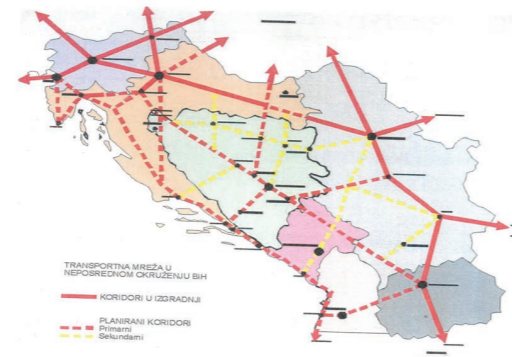 TRANSPORTNA MREŽA U
NEPOSREDNOM OKRUŽENJU BIH
KORIDORI U IZGRADNJI
PLANIRANI KORIDORI
Primarni
Sekundarni